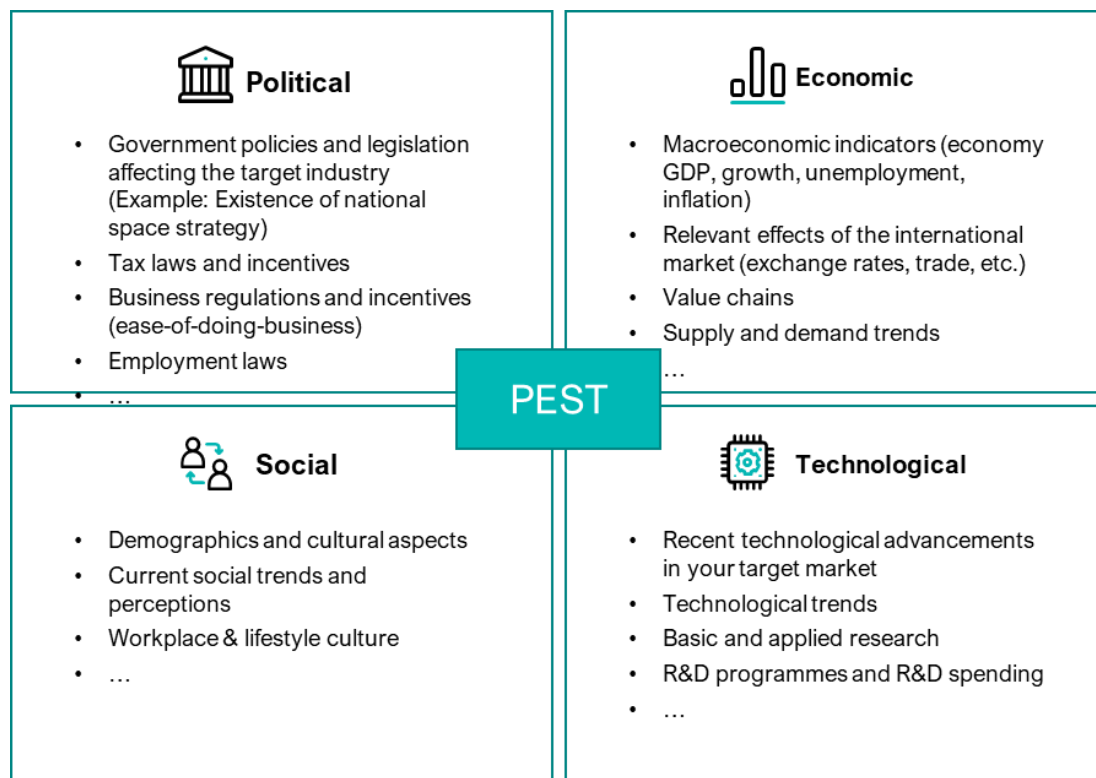 Political
• Government policies and legislation
affecting the target industry
(Example: Existence of national
space strategy)
• Tax laws and incentives
• Business regulations and incentives
(ease-of-doing-business)
• Employment laws
• ...
Economic
• Macroeconomic indicators (economy
GDP, growth, unemployment,
inflation)
• Relevant effects of the international
market (exchange rates, trade, etc.)
• Value chains
• Supply and demand trends
...
PEST
Social
• Demographics and cultural aspects
• Current social trends and
perceptions
• Workplace & lifestyle culture
• ...
Technological
• Recent technological advancements
in your target market
• Technological trends
• Basic and applied research
• R&D programmes and R&D spending
• ...